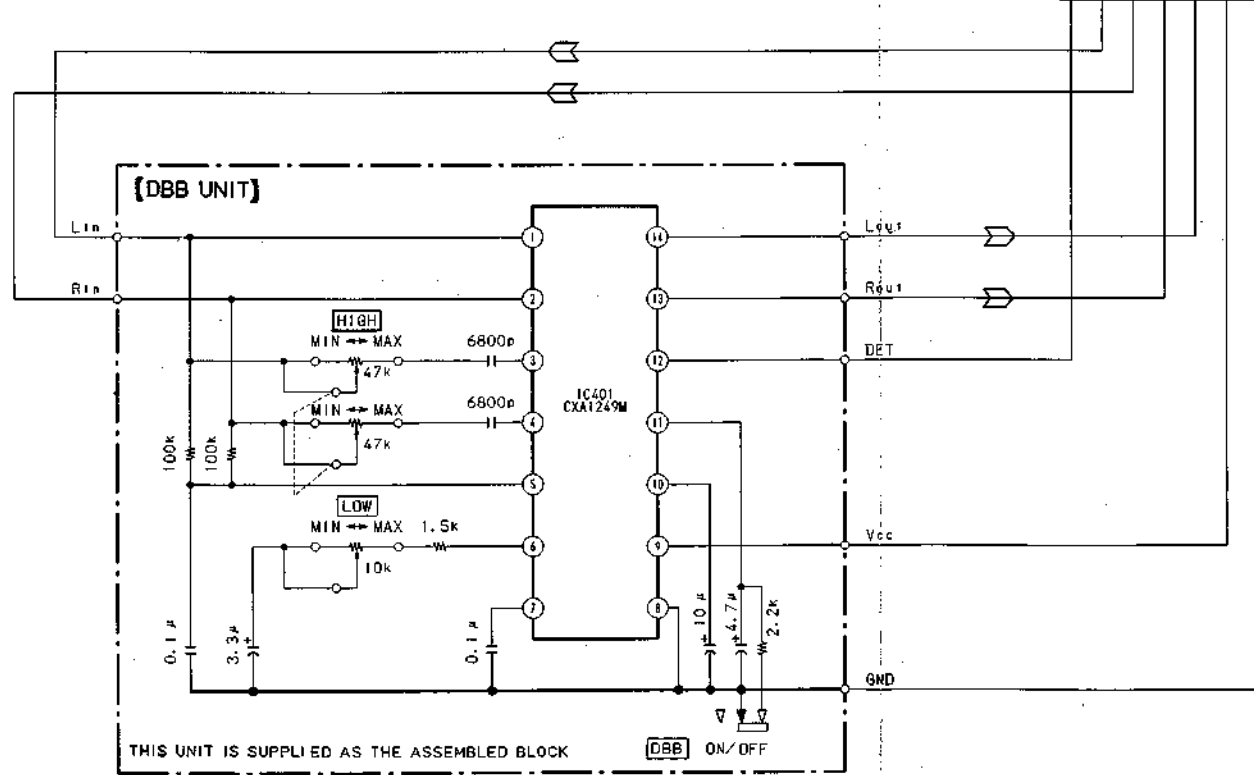 [DBB UNIT]
Lin
Lout
Rin
Rout
HIGH
MIN ↔ MAX
6800p
47k
DET
MIN ↔ MAX
6800p
47k
100k
100k
IC401
CXA1249M
LOW
MIN ↔ MAX
1.5k
10k
Vcc
0.1μ
3.3μ
+
0.1μ
10μ
+
4.7μ
+
2.2k
1
2
3
4
5
6
7
14
13
12
11
10
9
8
GND
THIS UNIT IS SUPPLIED AS THE ASSEMBLED BLOCK
DBB ON/OFF